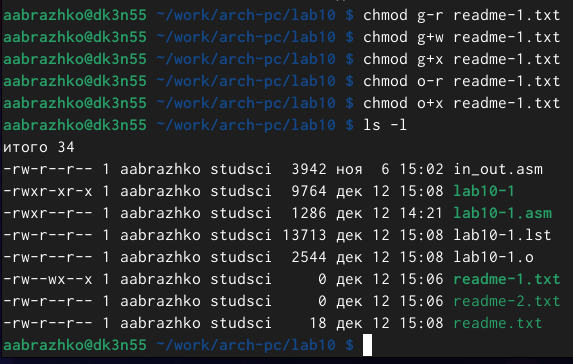 aabrazhko@dk3n55 ~/work/arch-pc/lab10 $ chmod g-r readme-1.txt
aabrazhko@dk3n55 ~/work/arch-pc/lab10 $ chmod g+w readme-1.txt
aabrazhko@dk3n55 ~/work/arch-pc/lab10 $ chmod g+x readme-1.txt
aabrazhko@dk3n55 ~/work/arch-pc/lab10 $ chmod o-r readme-1.txt
aabrazhko@dk3n55 ~/work/arch-pc/lab10 $ chmod o+x readme-1.txt
aabrazhko@dk3n55 ~/work/arch-pc/lab10 $ ls -l
итого 34
-rw-r--r-- 1 aabrazhko studsci  3942 ноя  6 15:02 in_out.asm
-rwxr-xr-x 1 aabrazhko studsci  9764 дек 12 15:08 lab10-1
-rwxr--r-- 1 aabrazhko studsci  1286 дек 12 14:21 lab10-1.asm
-rw-r--r-- 1 aabrazhko studsci 13713 дек 12 15:08 lab10-1.lst
-rw-r--r-- 1 aabrazhko studsci  2544 дек 12 15:08 lab10-1.o
-rw--wx--x 1 aabrazhko studsci     0 дек 12 15:06 readme-1.txt
-rw-r--r-- 1 aabrazhko studsci     0 дек 12 15:06 readme-2.txt
-rw-r--r-- 1 aabrazhko studsci    18 дек 12 15:08 readme.txt
aabrazhko@dk3n55 ~/work/arch-pc/lab10 $